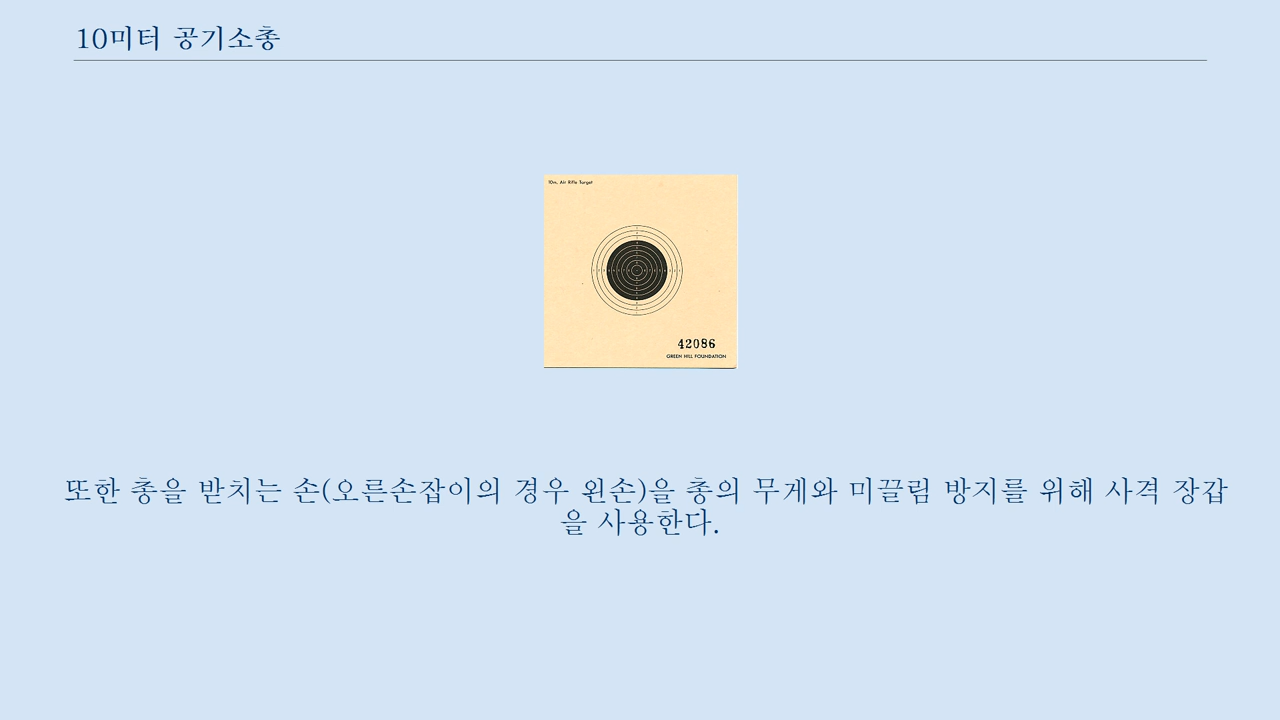 10미터 공기소총
10m. Air Rifle Target
42086
GREEN HILL FOUNDATION
또한 총을 받치는 손(오른손잡이의 경우 왼손)을 총의 무게와 미끌림 방지를 위해 사격 장갑
을 사용한다.